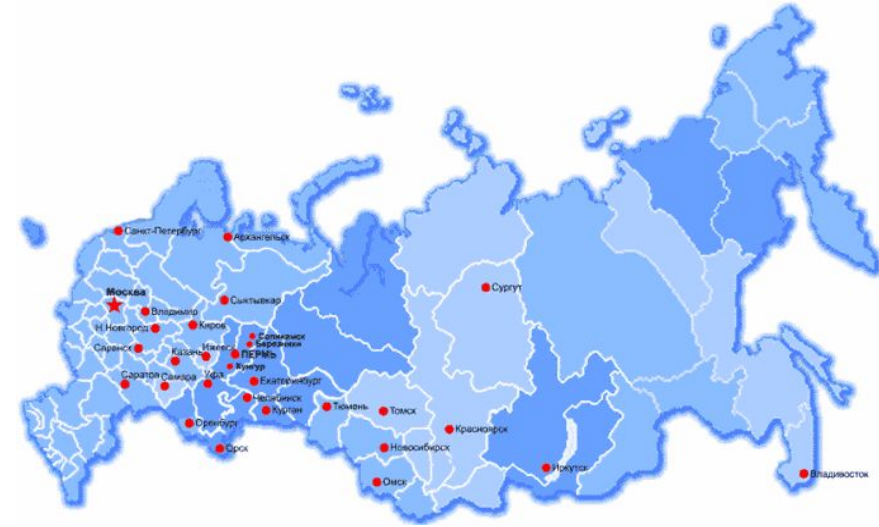 Санкт-Петербург
Архангельск
Сургут
Москва
Сыктывкар
Владимир
Н.Новгород
Киров
Соликамск
Березники
Саранск
Казань
Ижевск
ПЕРМЬ
Кунгур
Саратов
Самара
Уфа
Екатеринбург
Челябинск
Курган
Тюмень
Томск
Оренбург
Красноярск
Орск
Новосибирск
Иркутск
Владивосток
Омск